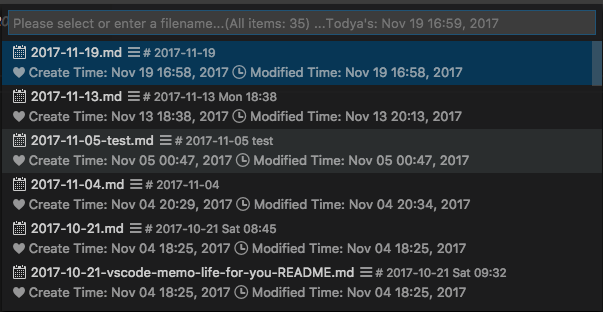 Please select or enter a filename...(All items: 35) ...Todya's: Nov 19 16:59, 2017
2017-11-19.md # 2017-11-19
Create Time: Nov 19 16:58, 2017 Modified Time: Nov 19 16:58, 2017
2017-11-13.md # 2017-11-13 Mon 18:38
Create Time: Nov 13 18:38, 2017 Modified Time: Nov 13 20:13, 2017
2017-11-05-test.md # 2017-11-05 test
Create Time: Nov 05 00:47, 2017 Modified Time: Nov 05 00:47, 2017
2017-11-04.md # 2017-11-04
Create Time: Nov 04 20:29, 2017 Modified Time: Nov 04 20:34, 2017
2017-10-21.md # 2017-10-21 Sat 08:45
Create Time: Nov 04 18:25, 2017 Modified Time: Nov 04 18:25, 2017
2017-10-21-vscode-memo-life-for-you-README.md # 2017-10-21 Sat 09:32
Create Time: Nov 04 18:25, 2017 Modified Time: Nov 04 18:25, 2017